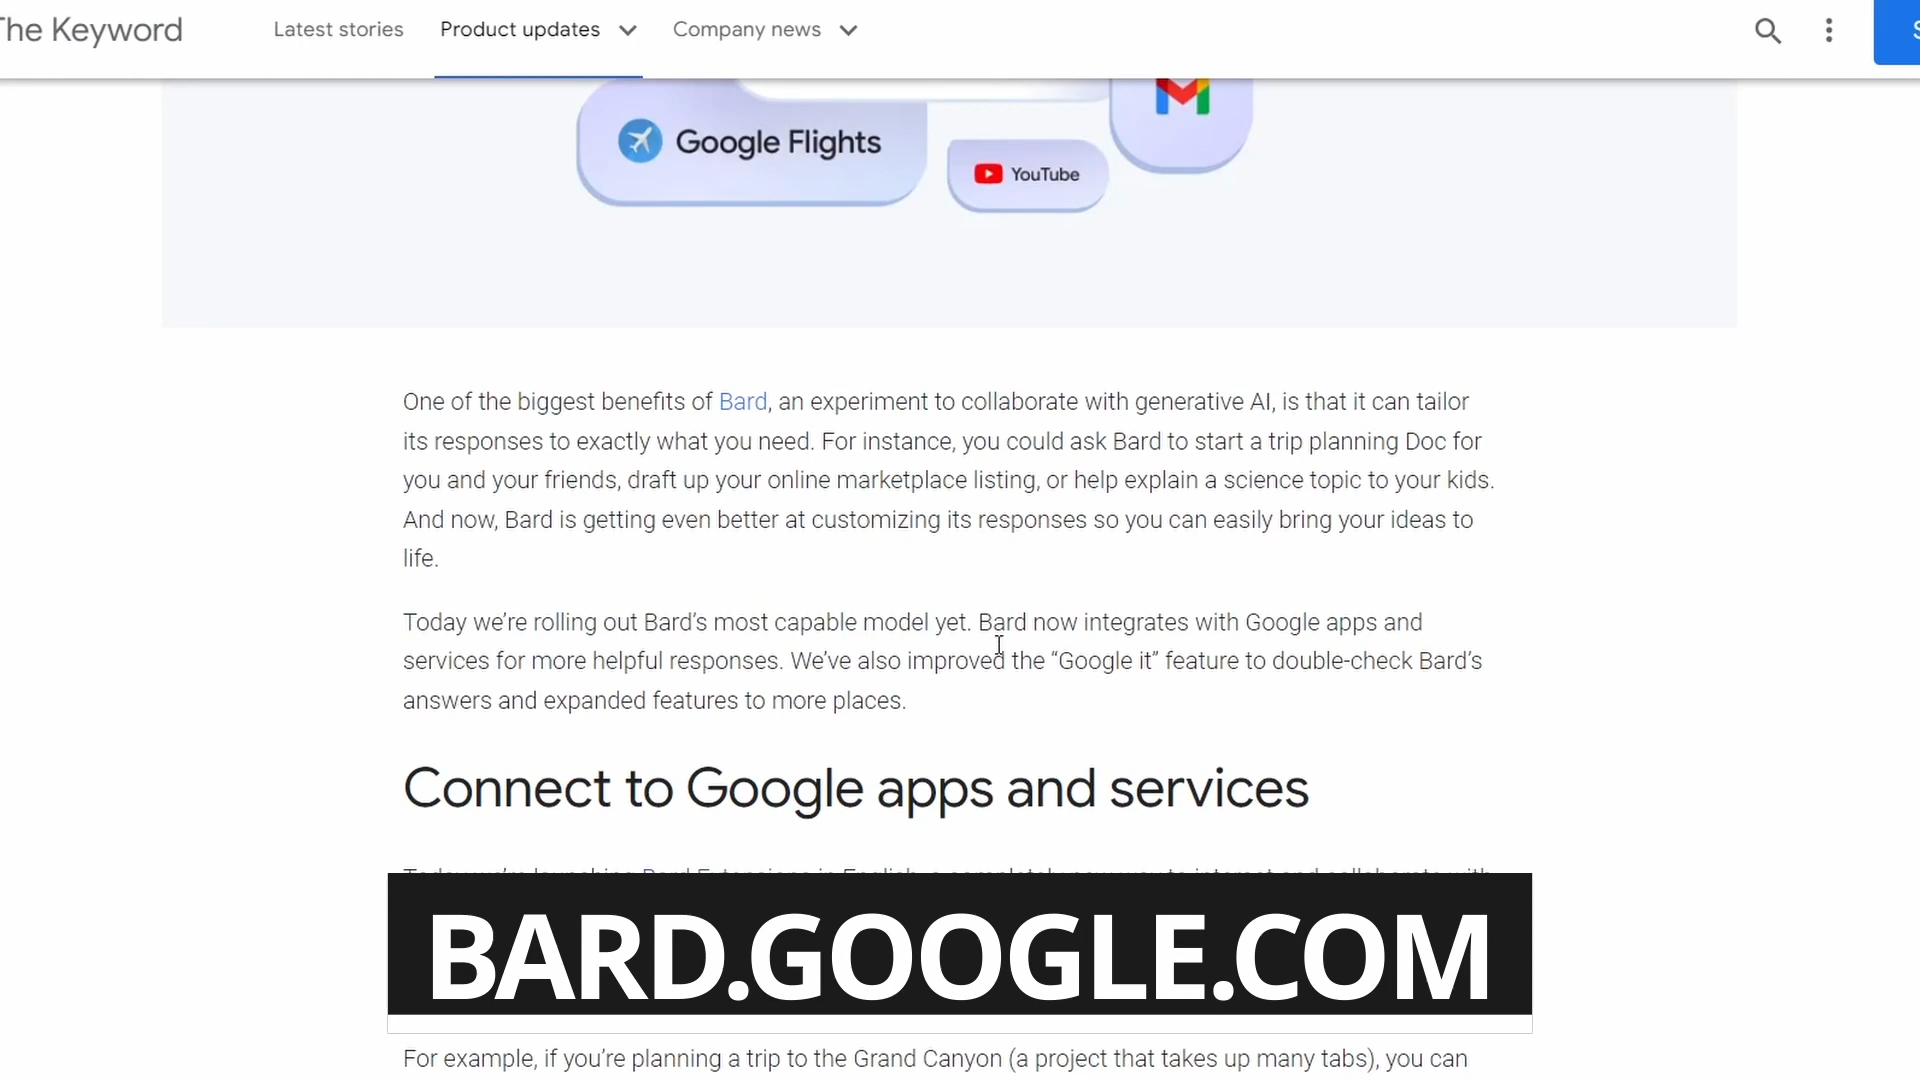 The Keyword
Latest stories
Product updates
Company news
Google Flights
YouTube
One of the biggest benefits of Bard, an experiment to collaborate with generative AI, is that it can tailor
its responses to exactly what you need. For instance, you could ask Bard to start a trip planning Doc for
you and your friends, draft up your online marketplace listing, or help explain a science topic to your kids.
And now, Bard is getting even better at customizing its responses so you can easily bring your ideas to
life.
Today we’re rolling out Bard’s most capable model yet. Bard now integrates with Google apps and
services for more helpful responses. We’ve also improved the “Google it” feature to double-check Bard’s
answers and expanded features to more places.
Connect to Google apps and services
BARD.GOOGLE.COM
For example, if you’re planning a trip to the Grand Canyon (a project that takes up many tabs), you can